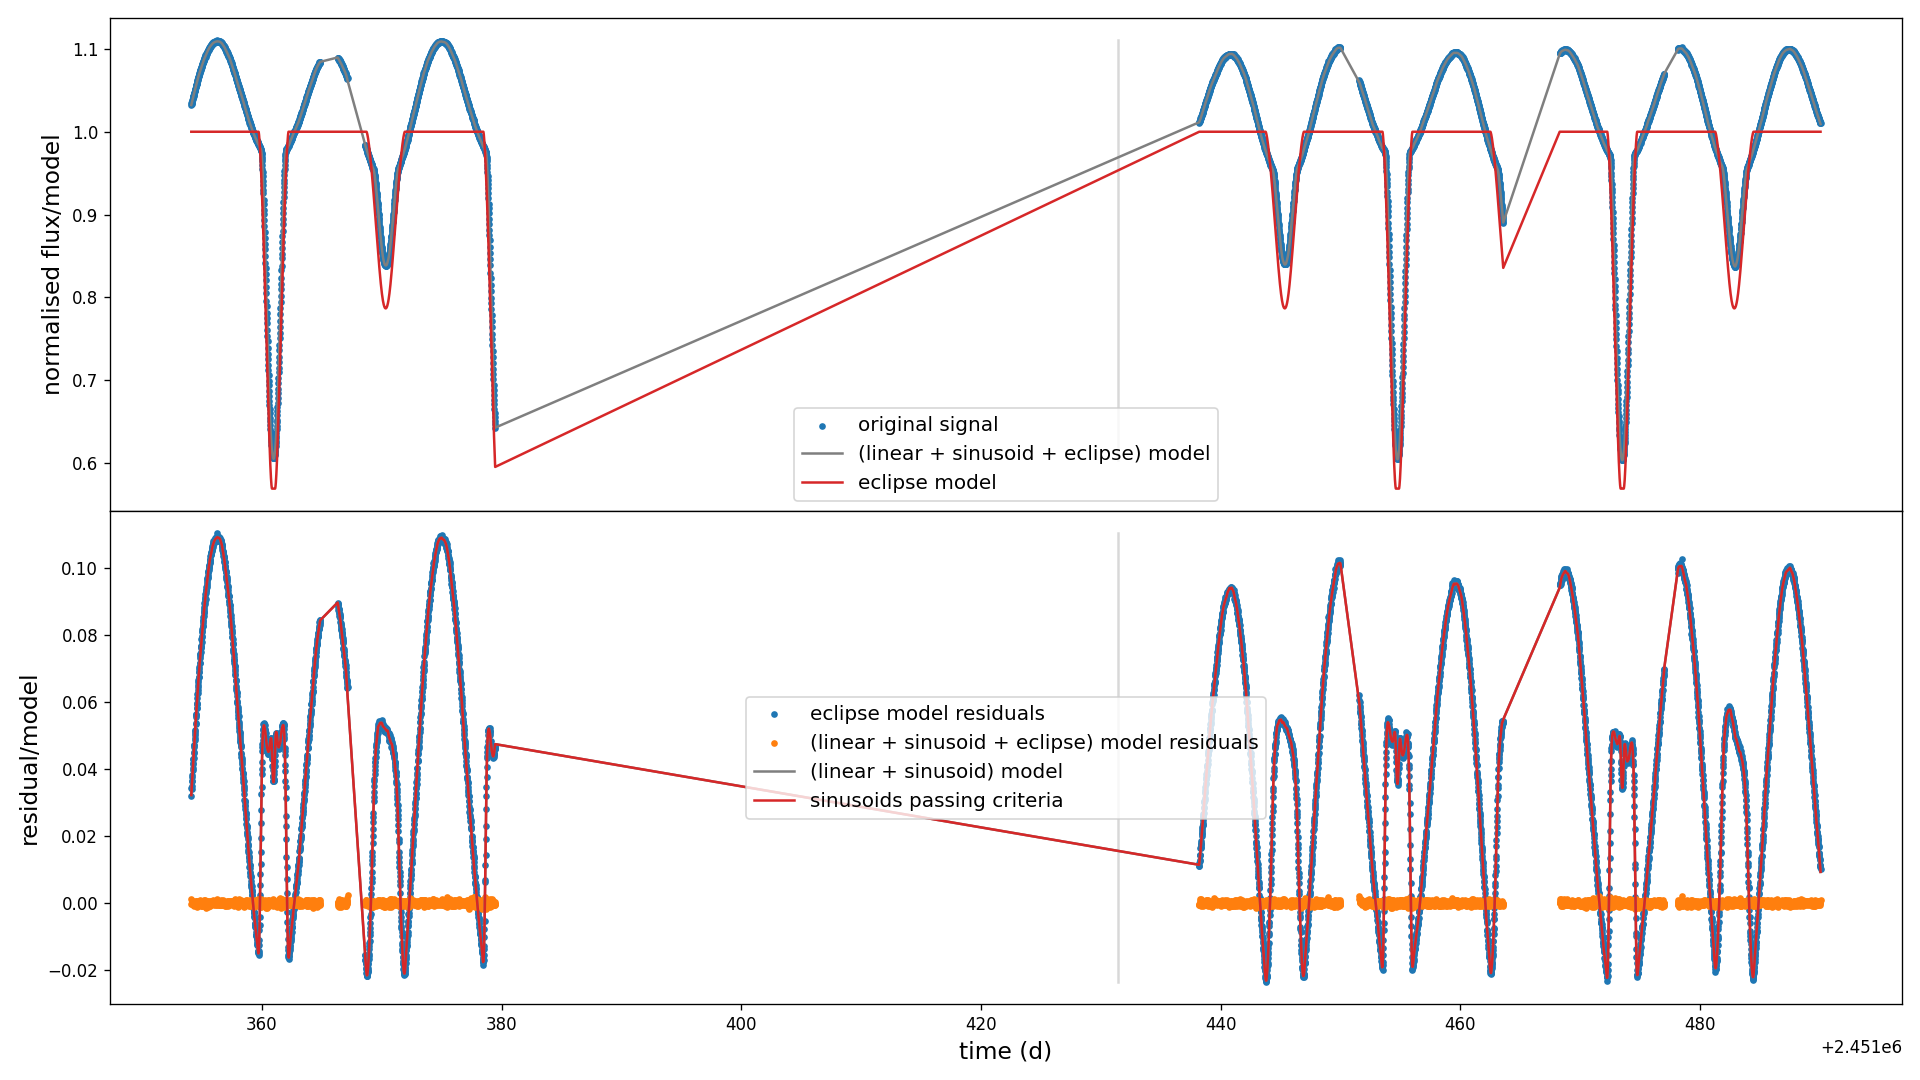 normalised flux/model
1.1
1.0
0.9
0.8
0.7
0.6
original signal
(linear + sinusoid + eclipse) model
eclipse model
residual/model
0.10
0.08
0.06
0.04
0.02
0.00
−0.02
eclipse model residuals
(linear + sinusoid + eclipse) model residuals
(linear + sinusoid) model
sinusoids passing criteria
360 380 400 420 440 460 480
time (d)
+2.451e6